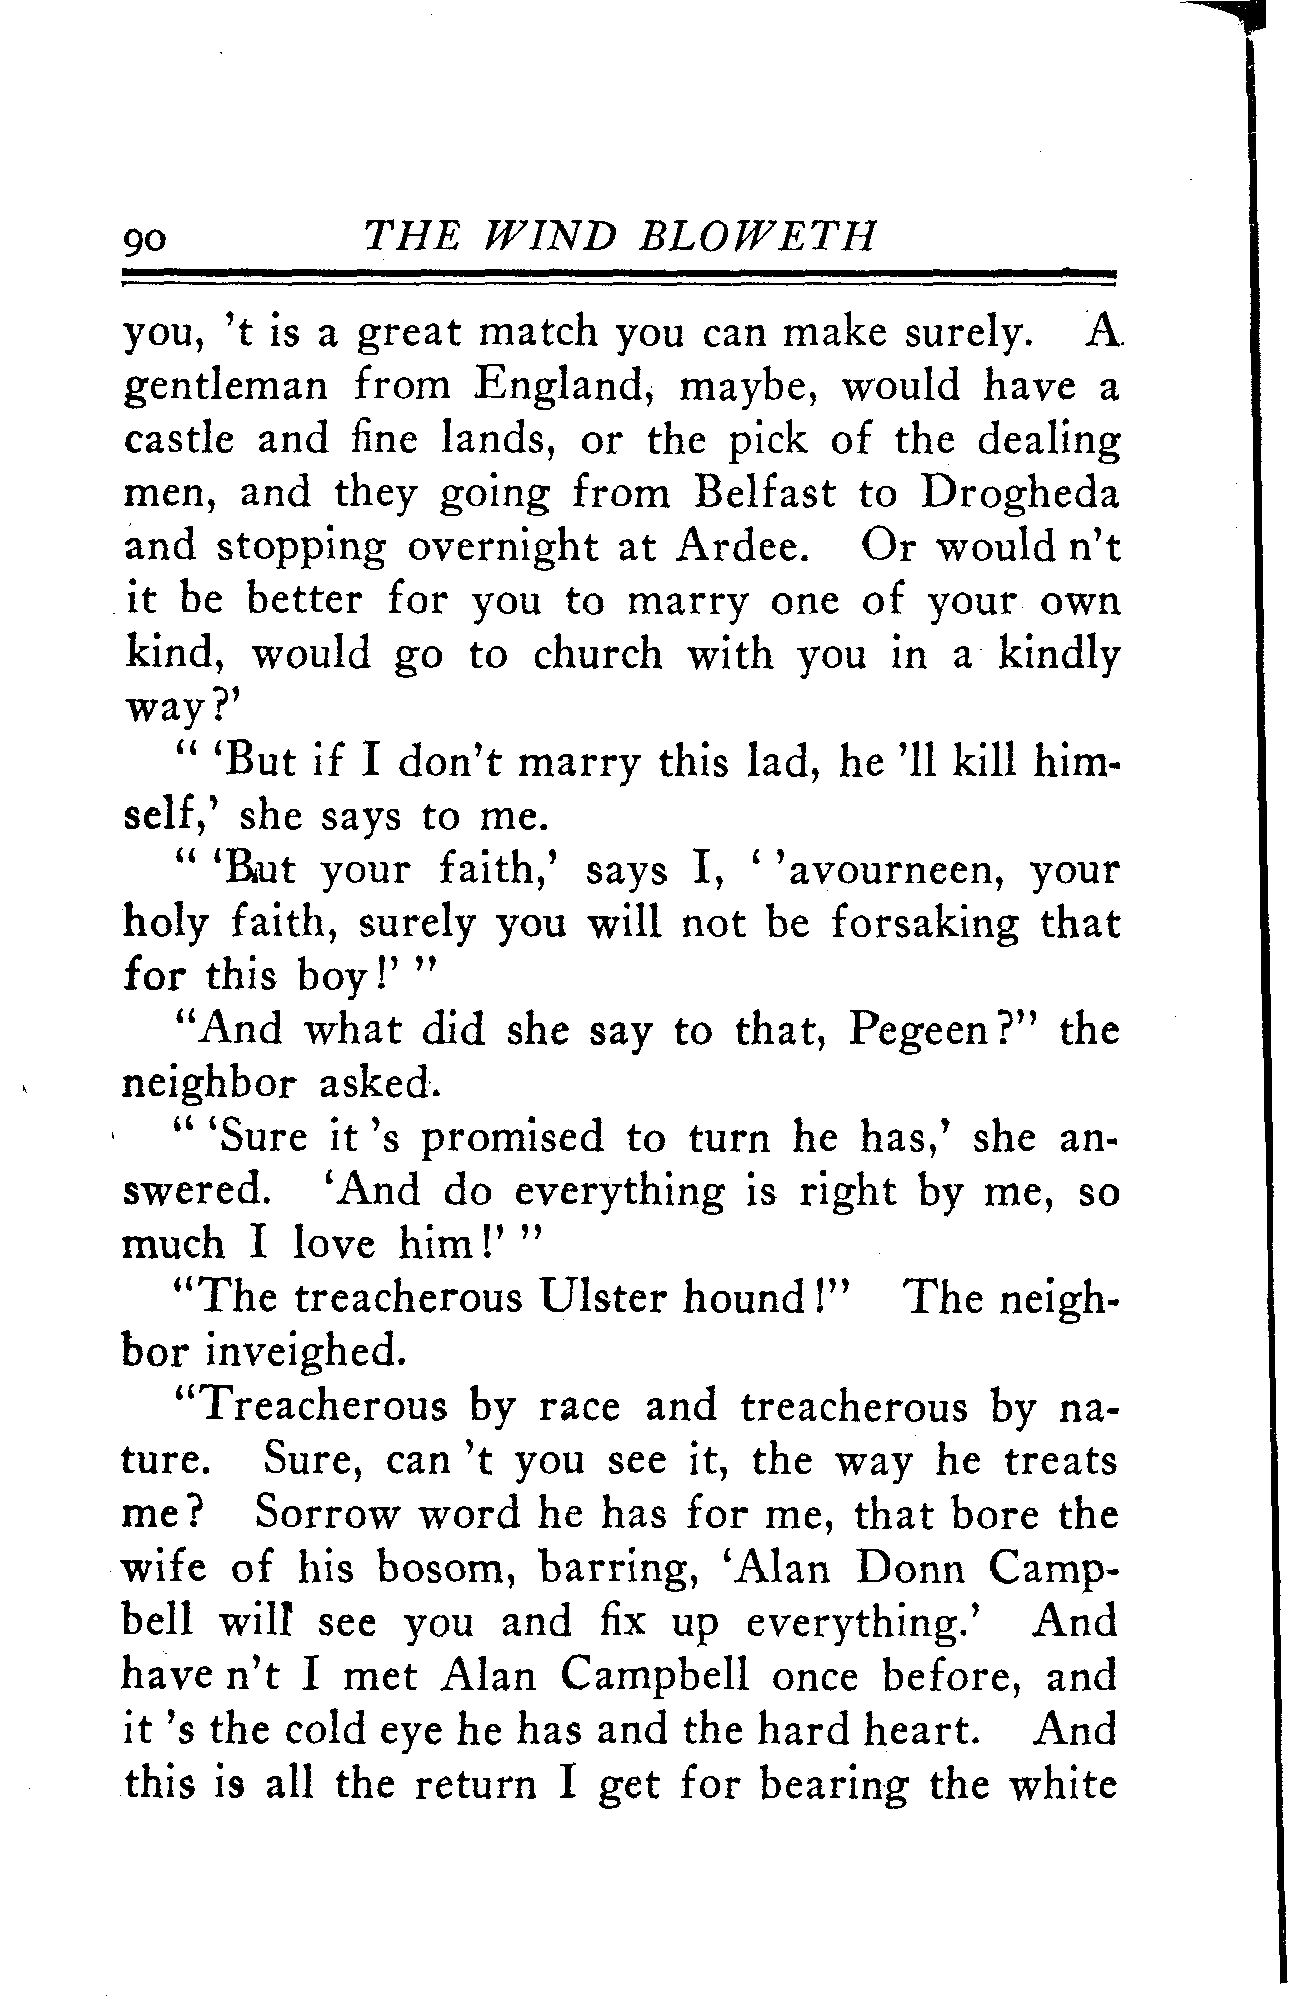 90 THE WIND BLOWETH
you, 't is a great match you can make surely. A
gentleman from England, maybe, would have a
castle and fine lands, or the pick of the dealing
men, and they going from Belfast to Drogheda
and stopping overnight at Ardee. Or would n't
it be better for you to marry one of your own
kind, would go to church with you in a kindly
way?'
" 'But if I don't marry this lad, he 'll kill him-
self,' she says to me.
" 'But your faith,' says I, ' 'avourneen, your
holy faith, surely you will not be forsaking that
for this boy!' "
"And what did she say to that, Pegeen?" the
neighbor asked.
" 'Sure it 's promised to turn he has,' she an-
swered. 'And do everything is right by me, so
much I love him!' "
"The treacherous Ulster hound!" The neigh-
bor inveighed.
"Treacherous by race and treacherous by na-
ture. Sure, can 't you see it, the way he treats
me? Sorrow word he has for me, that bore the
wife of his bosom, barring, 'Alan Donn Camp-
bell will see you and fix up everything.' And
have n't I met Alan Campbell once before, and
it 's the cold eye he has and the hard heart. And
this is all the return I get for bearing the white